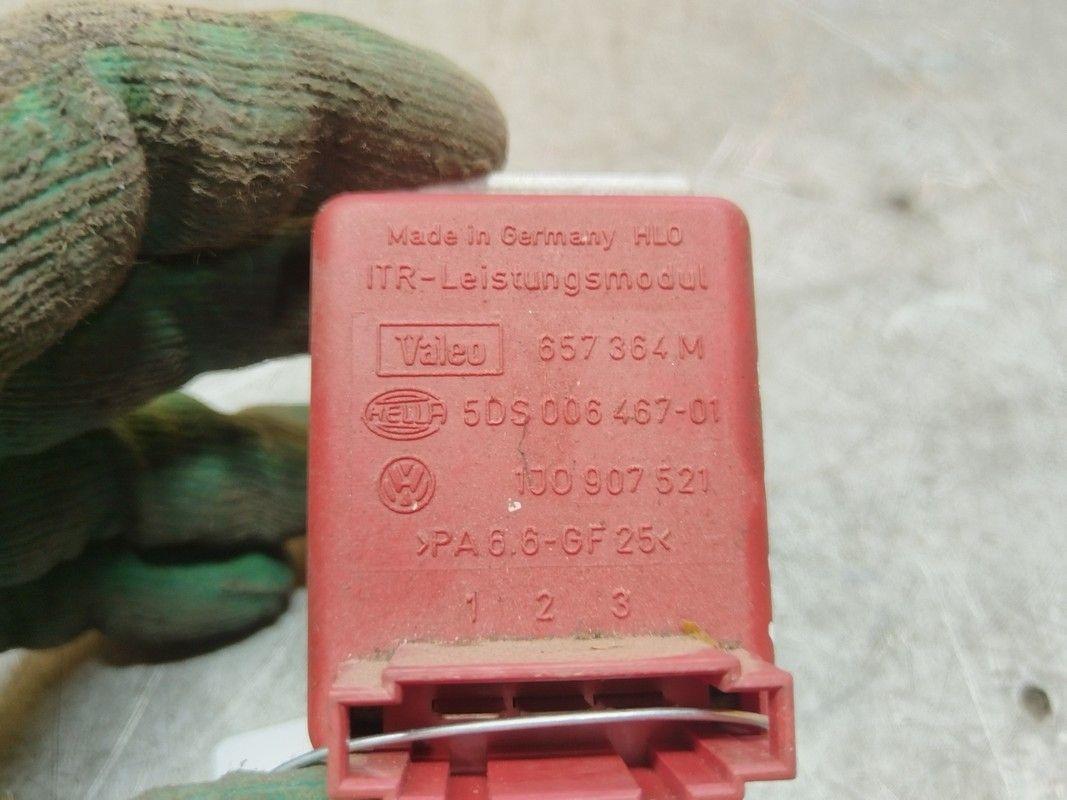 Made in Germany HLO
ITR-Leistungsmodul
Valeo 657 364 M
HELLA 5DS 006 467-01
VW 1J0 907 521
>PA 6.6-GF 25<
1 2 3